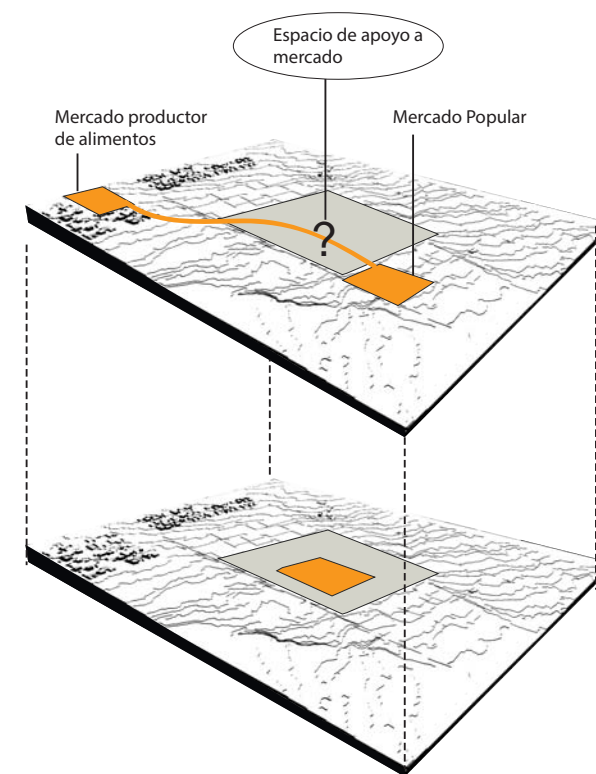 Espacio de apoyo a
mercado
Mercado productor
de alimentos
Mercado Popular
?